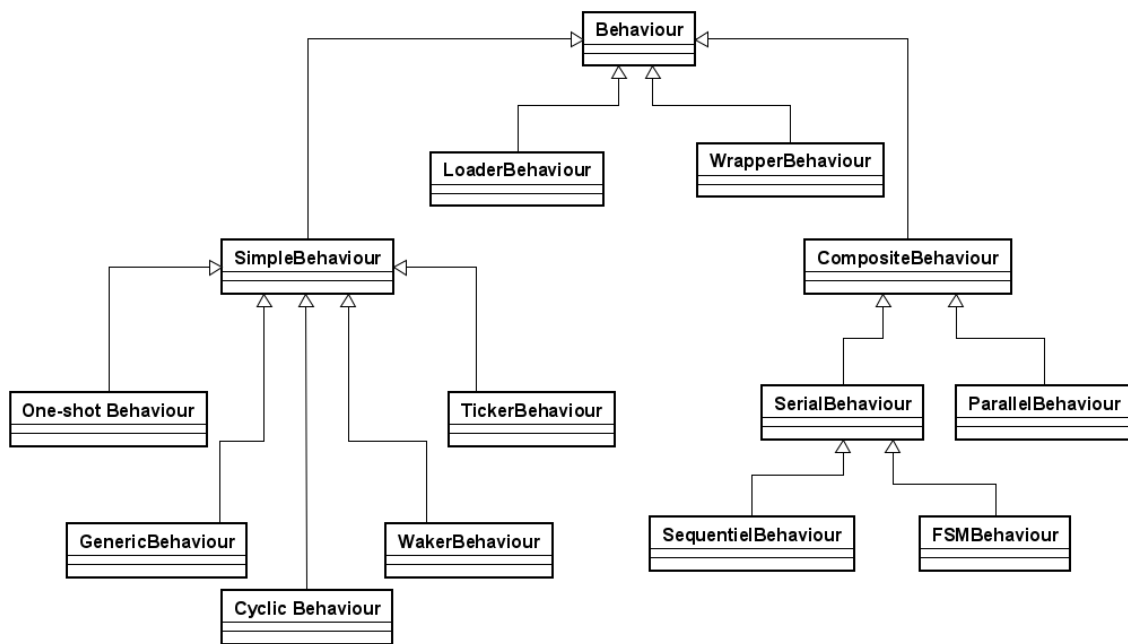 Behaviour
LoaderBehaviour
WrapperBehaviour
SimpleBehaviour
CompositeBehaviour
One-shot Behaviour
TickerBehaviour
SerialBehaviour
ParallelBehaviour
GenericBehaviour
WakerBehaviour
SequentielBehaviour
FSMBehaviour
Cyclic Behaviour